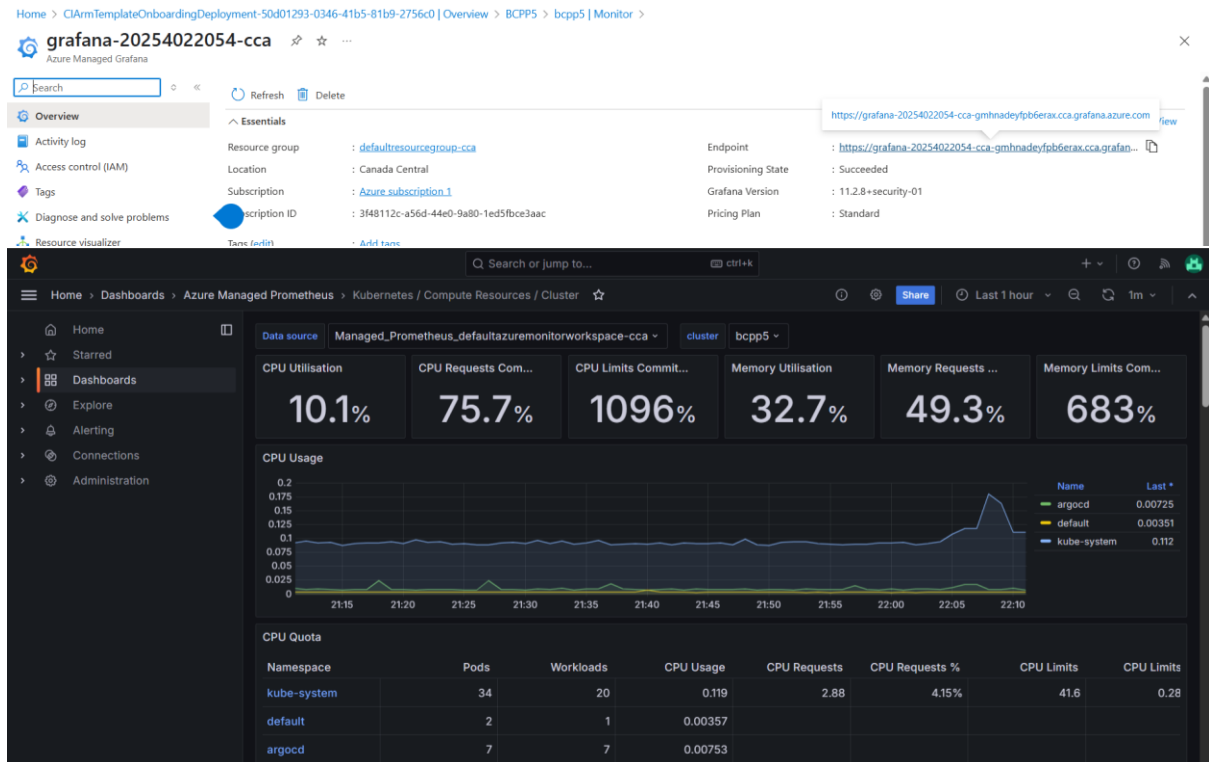 Home > CIArmTemplateOnboardingDeployment-50d01293-0346-41b5-81b9-2756c0 | Overview > BCPP5 > bcpp5 | Monitor >
grafana-20254022054-cca ...
Azure Managed Grafana
Search
Refresh Delete
Overview
Essentials
https://grafana-20254022054-cca-gmhnadeyfpb6erax.cca.grafana.azure.com
View
Activity log
Resource group : defaultresourcegroup-cca Endpoint : https://grafana-20254022054-cca-gmhnadeyfpb6erax.cca.grafan...
Access control (IAM)
Location : Canada Central Provisioning State : Succeeded
Tags
Subscription : Azure subscription 1 Grafana Version : 11.2.8+security-01
Diagnose and solve problems
scription ID : 3f48112c-a56d-44e0-9a80-1ed5fbce3aac Pricing Plan : Standard
Resource visualizer
Tags (edit) : Add tags
Search or jump to... ctrl+k
Home > Dashboards > Azure Managed Prometheus > Kubernetes / Compute Resources / Cluster Share Last 1 hour 1m
Home
Starred
Dashboards
Explore
Alerting
Connections
Administration
Data source Managed_Prometheus_defaultazuremonitorworkspace-cca cluster bcpp5
CPU Utilisation CPU Requests Com... CPU Limits Commit... Memory Utilisation Memory Requests ... Memory Limits Com...
10.1% 75.7% 1096% 32.7% 49.3% 683%
CPU Usage
0.2
0.175
0.15
0.125
0.1
0.075
0.05
0.025
0
21:15 21:20 21:25 21:30 21:35 21:40 21:45 21:50 21:55 22:00 22:05 22:10
Name Last *
argocd 0.00725
default 0.00351
kube-system 0.112
CPU Quota
Namespace Pods Workloads CPU Usage CPU Requests CPU Requests % CPU Limits CPU Limits
kube-system 34 20 0.119 2.88 4.15% 41.6 0.28
default 2 1 0.00357
argocd 7 7 0.00753